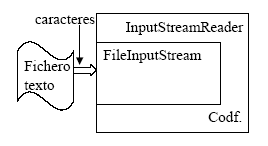 caracteres
InputStreamReader
FileInputStream
Fichero
texto
Codf.